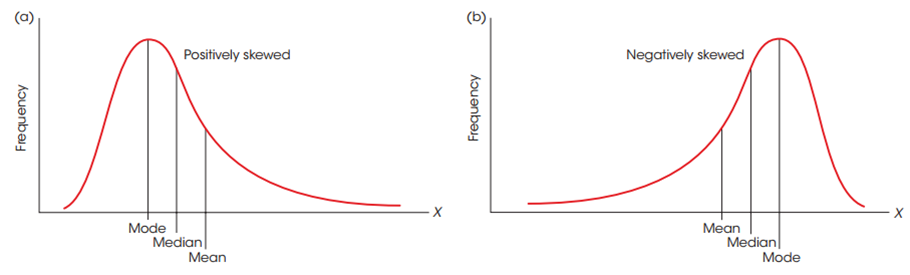 (a)
Frequency
Positively skewed
X
Mode
Median
Mean
(b)
Frequency
Negatively skewed
X
Mean
Median
Mode